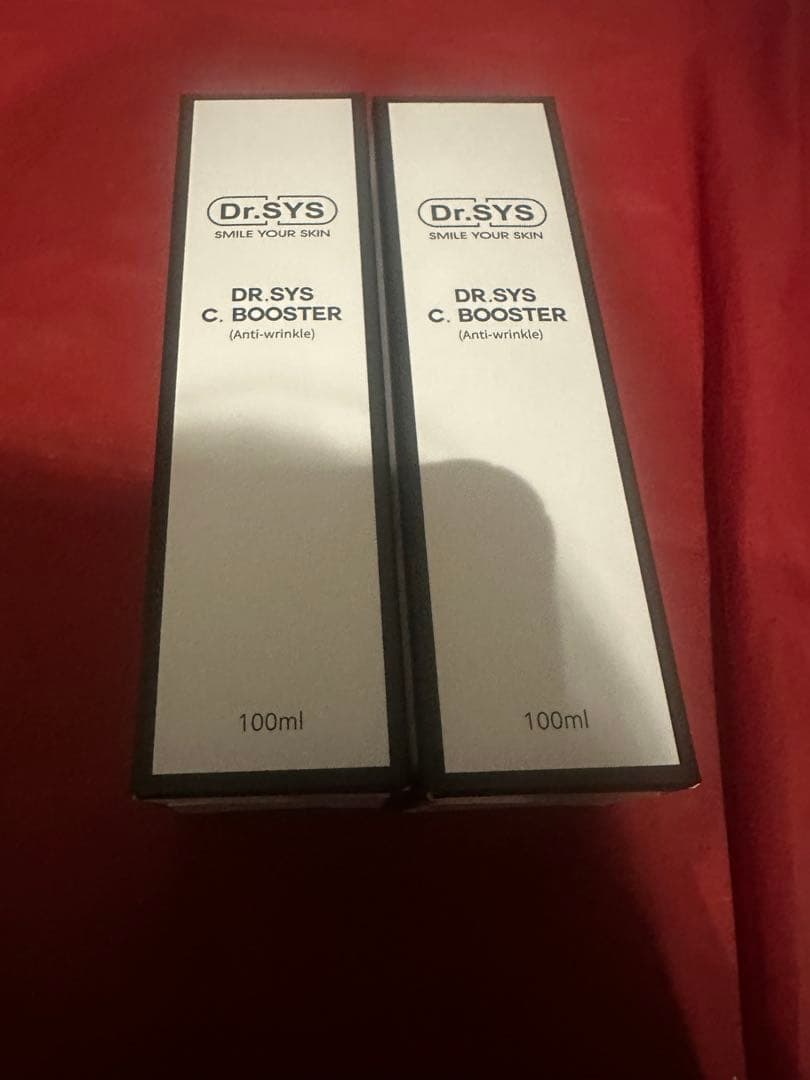 Dr.SYS
SMILE YOUR SKIN
DR.SYS
C. BOOSTER
(Anti-wrinkle)
100ml
Dr.SYS
SMILE YOUR SKIN
DR.SYS
C. BOOSTER
(Anti-wrinkle)
100ml